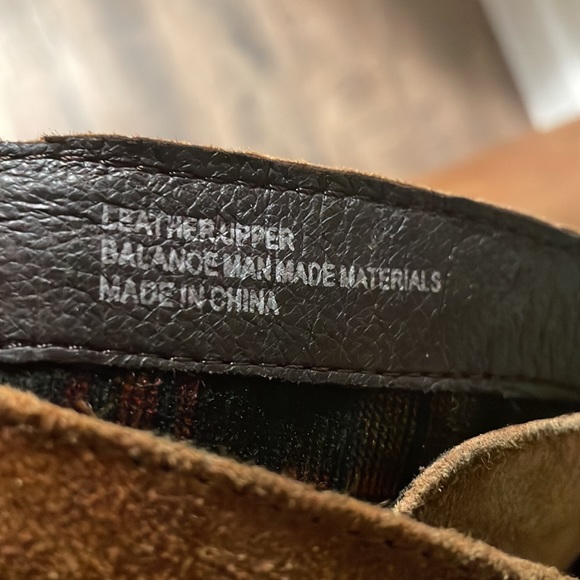 LEATHER UPPER
BALANCE MAN MADE MATERIALS
MADE IN CHINA